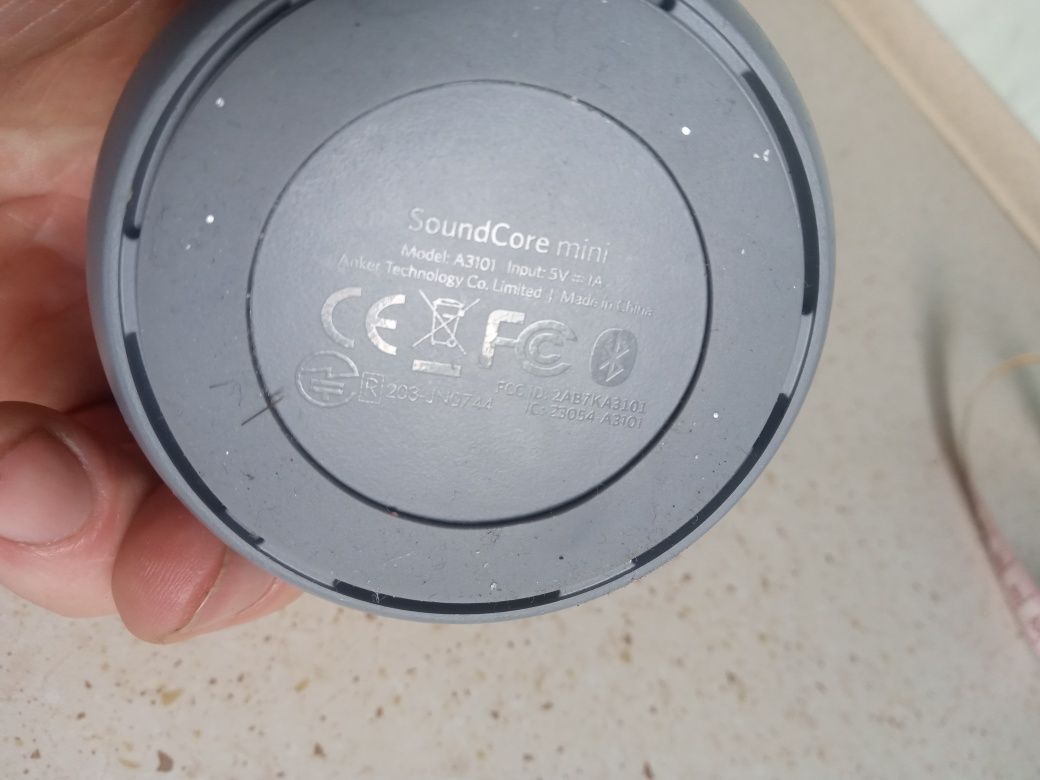 SoundCore mini
Model: A3101 Input: 5V ⎓ 1A
Anker Technology Co. Limited | Made in China
CE FC
R 203-JN0744 FCC ID: 2AB7KA3101
IC: 23054-A3101